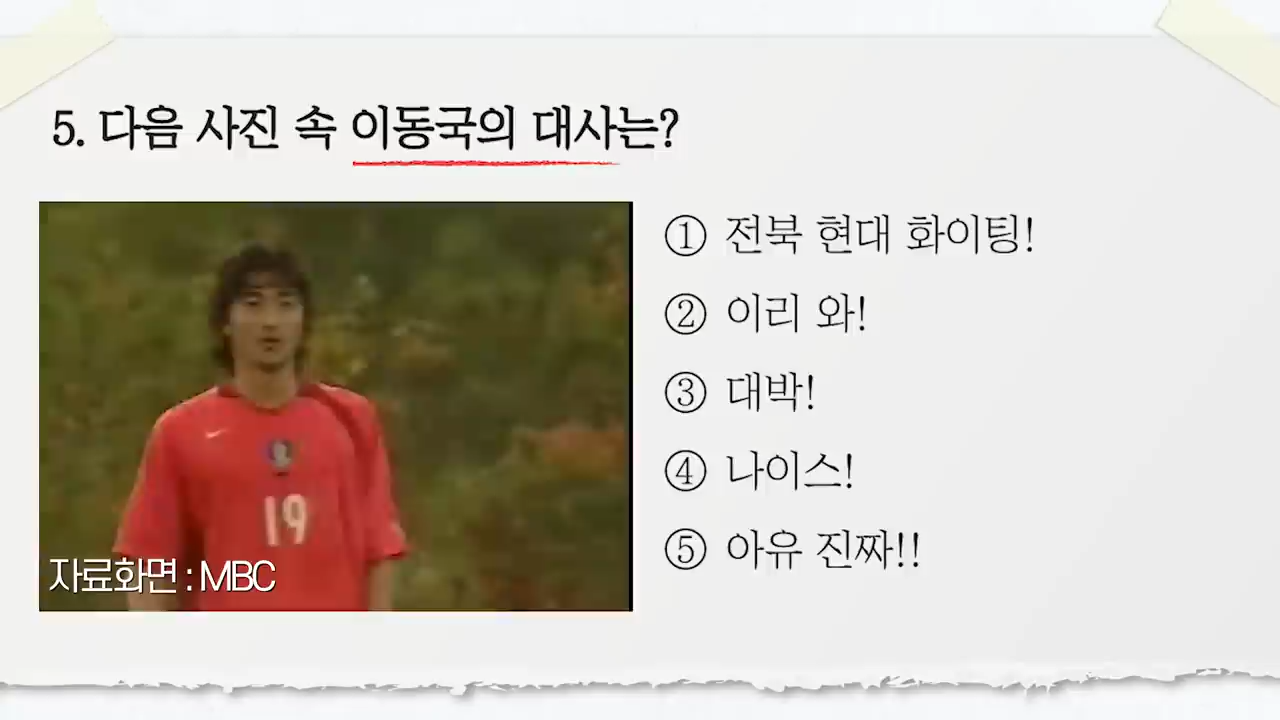 5. 다음 사진 속 이동국의 대사는?
① 전북 현대 화이팅!
② 이리 와!
③ 대박!
④ 나이스!
⑤ 아유 진짜!!
19
자료화면 : MBC